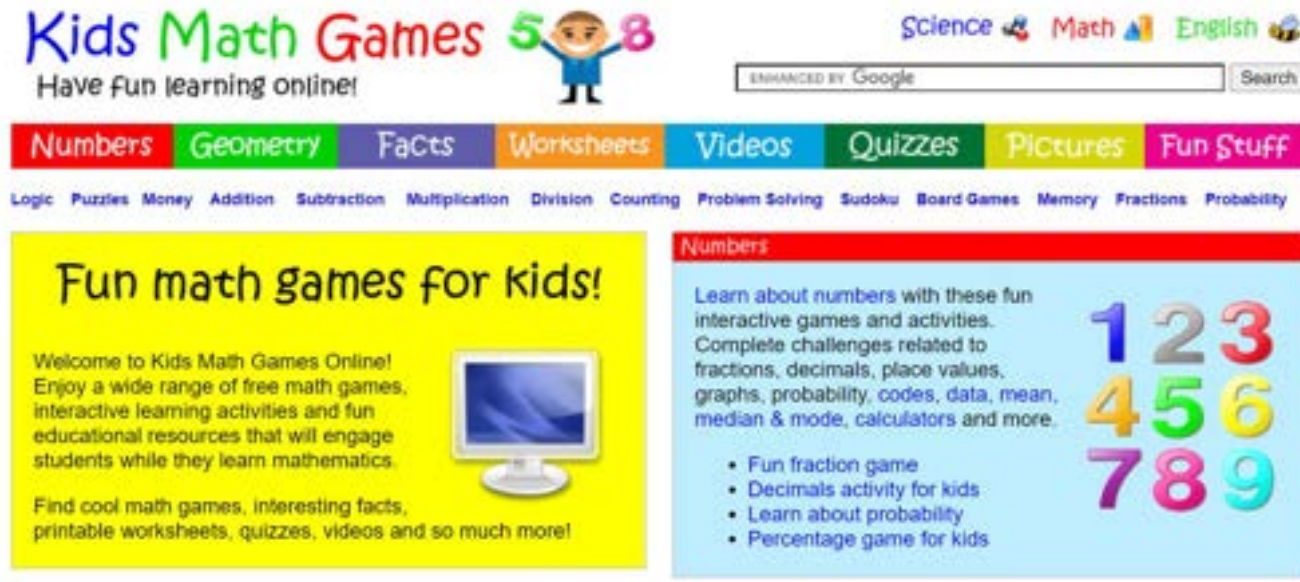 Kids Math Games 5 8
Have fun learning online!
Science Math English
ENHANCED BY Google Search
Numbers Geometry Facts Worksheets Videos Quizzes Pictures Fun Stuff
Logic Puzzles Money Addition Subtraction Multiplication Division Counting Problem Solving Sudoku Board Games Memory Fractions Probability
Fun math games for kids!
Welcome to Kids Math Games Online!
Enjoy a wide range of free math games,
interactive learning activities and fun
educational resources that will engage
students while they learn mathematics.
Find cool math games, interesting facts,
printable worksheets, quizzes, videos and so much more!
Numbers
Learn about numbers with these fun
interactive games and activities.
Complete challenges related to
fractions, decimals, place values,
graphs, probability, codes, data, mean,
median & mode, calculators and more.
• Fun fraction game
• Decimals activity for kids
• Learn about probability
• Percentage game for kids
1 2 3
4 5 6
7 8 9